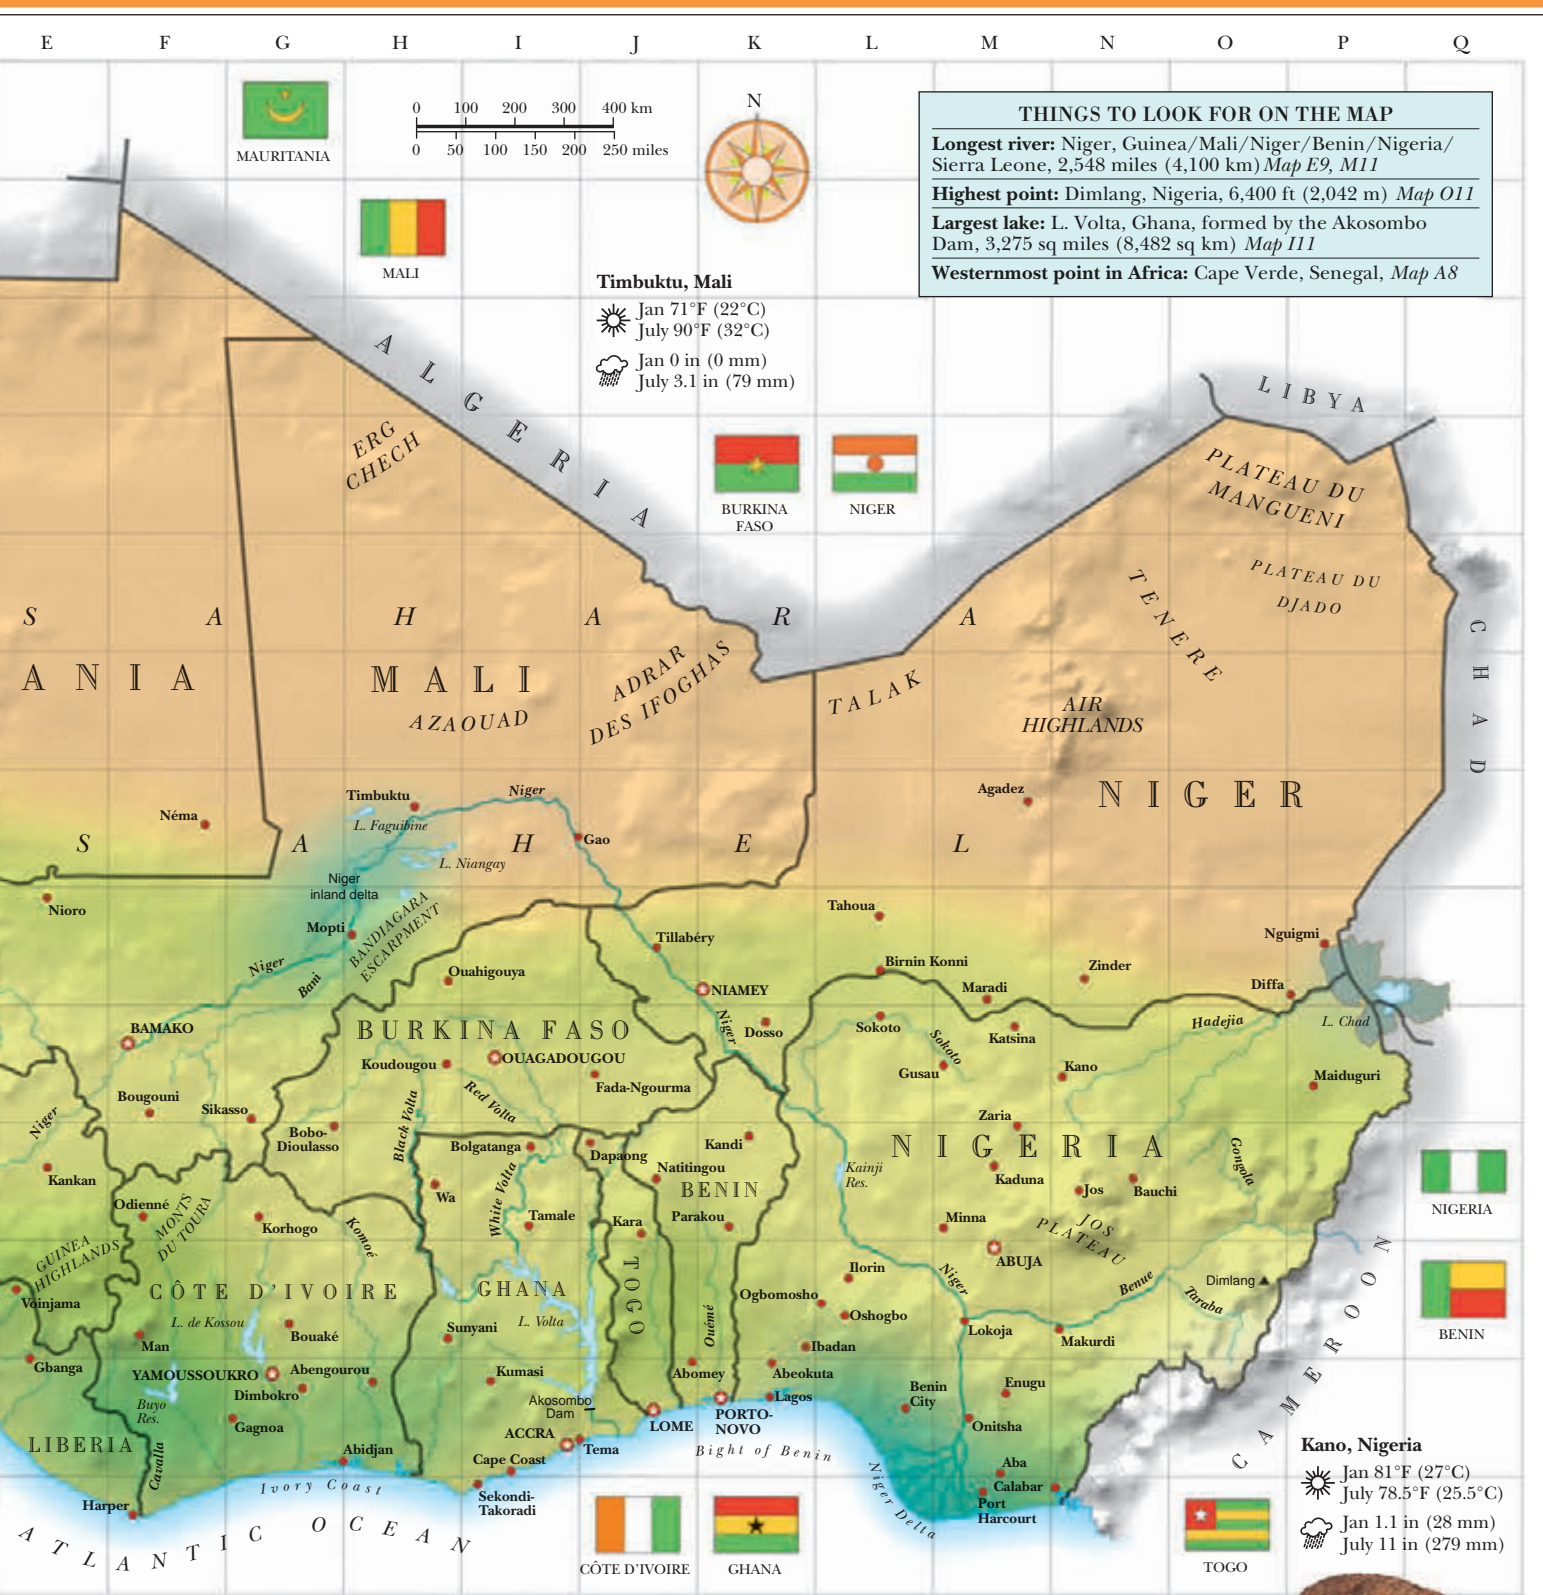 E F G H I J K L M N O P Q
MAURITANIA
0 100 200 300 400 km
0 50 100 150 200 250 miles
N
THINGS TO LOOK FOR ON THE MAP
Longest river: Niger, Guinea/Mali/Niger/Benin/Nigeria/
Sierra Leone, 2,548 miles (4,100 km) Map E9, M11
Highest point: Dimlang, Nigeria, 6,400 ft (2,042 m) Map O11
Largest lake: L. Volta, Ghana, formed by the Akosombo
Dam, 3,275 sq miles (8,482 sq km) Map I11
Westernmost point in Africa: Cape Verde, Senegal, Map A8
MALI
Timbuktu, Mali
Jan 71°F (22°C)
July 90°F (32°C)
Jan 0 in (0 mm)
July 3.1 in (79 mm)
ALGERIA
LIBYA
ERG
CHECH
BURKINA
FASO
NIGER
PLATEAU DU
MANGUENI
PLATEAU DU
DJADO
TENERE
CHAD
S A H A R A
ANIA
MALI
AZAOUAD
ADRAR
DES IFOGHAS
TALAK
AIR
HIGHLANDS
NIGER
Agadez
Timbuktu
Niger
L. Faguibine
Néma
Gao
S A H E L
L. Niangay
Niger
inland delta
Nioro
Mopti
BANDIAGARA
ESCARPMENT
Tahoua
Tillabéry
Nguigmi
Niger
Bani
Ouahigouya
Birnin Konni
Zinder
NIAMEY
Maradi
Diffa
BAMAKO
BURKINA FASO
Niger
Dosso
Sokoto
Sokoto
Katsina
Hadejia
L. Chad
Koudougou
OUAGADOUGOU
Fada-Ngourma
Gusau
Kano
Maiduguri
Bougouni
Sikasso
Niger
Bobo-
Dioulasso
Black Volta
Red Volta
Bolgatanga
Dapaong
Kandi
Zaria
NIGERIA
Natitingou
BENIN
Kainji
Res.
Kaduna
Jos
Bauchi
Gongola
Kankan
Odienné
MONTS
DU TOURA
Wa
White Volta
Korhogo
Komoé
Tamale
Kara
Parakou
Minna
JOS
PLATEAU
NIGERIA
GUINEA
HIGHLANDS
ABUJA
Voinjama
CÔTE D'IVOIRE
GHANA
TOGO
Ouémé
Ilorin
Niger
Benue
Dimlang
Taraba
Ogbomosho
Oshogbo
L. de Kossou
Bouaké
Sunyani
L. Volta
Lokoja
Makurdi
BENIN
Man
Ibadan
Gbanga
YAMOUSSOUKRO
Abengourou
Kumasi
Abomey
Abeokuta
Dimbokro
Lagos
Benin
City
Enugu
Buyo
Res.
Akosombo
Dam
Gagnoa
LOME
PORTO-
NOVO
Onitsha
CAMEROON
ACCRA
Tema
LIBERIA
Cavalla
Abidjan
Cape Coast
Bight of Benin
Aba
Calabar
Ivory Coast
Sekondi-
Takoradi
Niger Delta
Port
Harcourt
Harper
ATLANTIC OCEAN
CÔTE D'IVOIRE
GHANA
TOGO
Kano, Nigeria
Jan 81°F (27°C)
July 78.5°F (25.5°C)
Jan 1.1 in (28 mm)
July 11 in (279 mm)